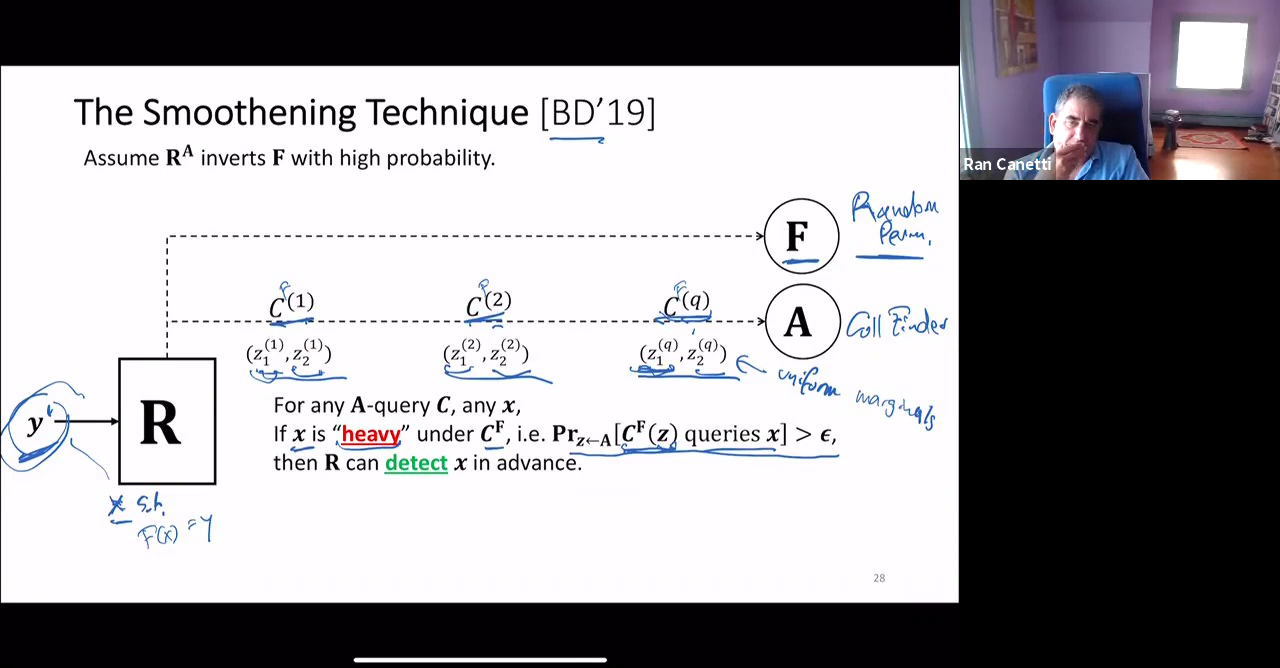 The Smoothening Technique [BD'19]
Assume R^A inverts F with high probability.
Ran Canetti
F
Random
Perm.
F F F
C^(1) C^(2) C^(q)
A
Coll Finder
(z_1^(1), z_2^(1)) (z_1^(2), z_2^(2)) (z_1^(q), z_2^(q))
uniform marginals
y
R
For any A-query C, any x,
If x is "heavy" under C^F, i.e. Pr_{z←A}[C^F(z) queries x] > ϵ,
then R can detect x in advance.
x s.t.
F(x) = y
28